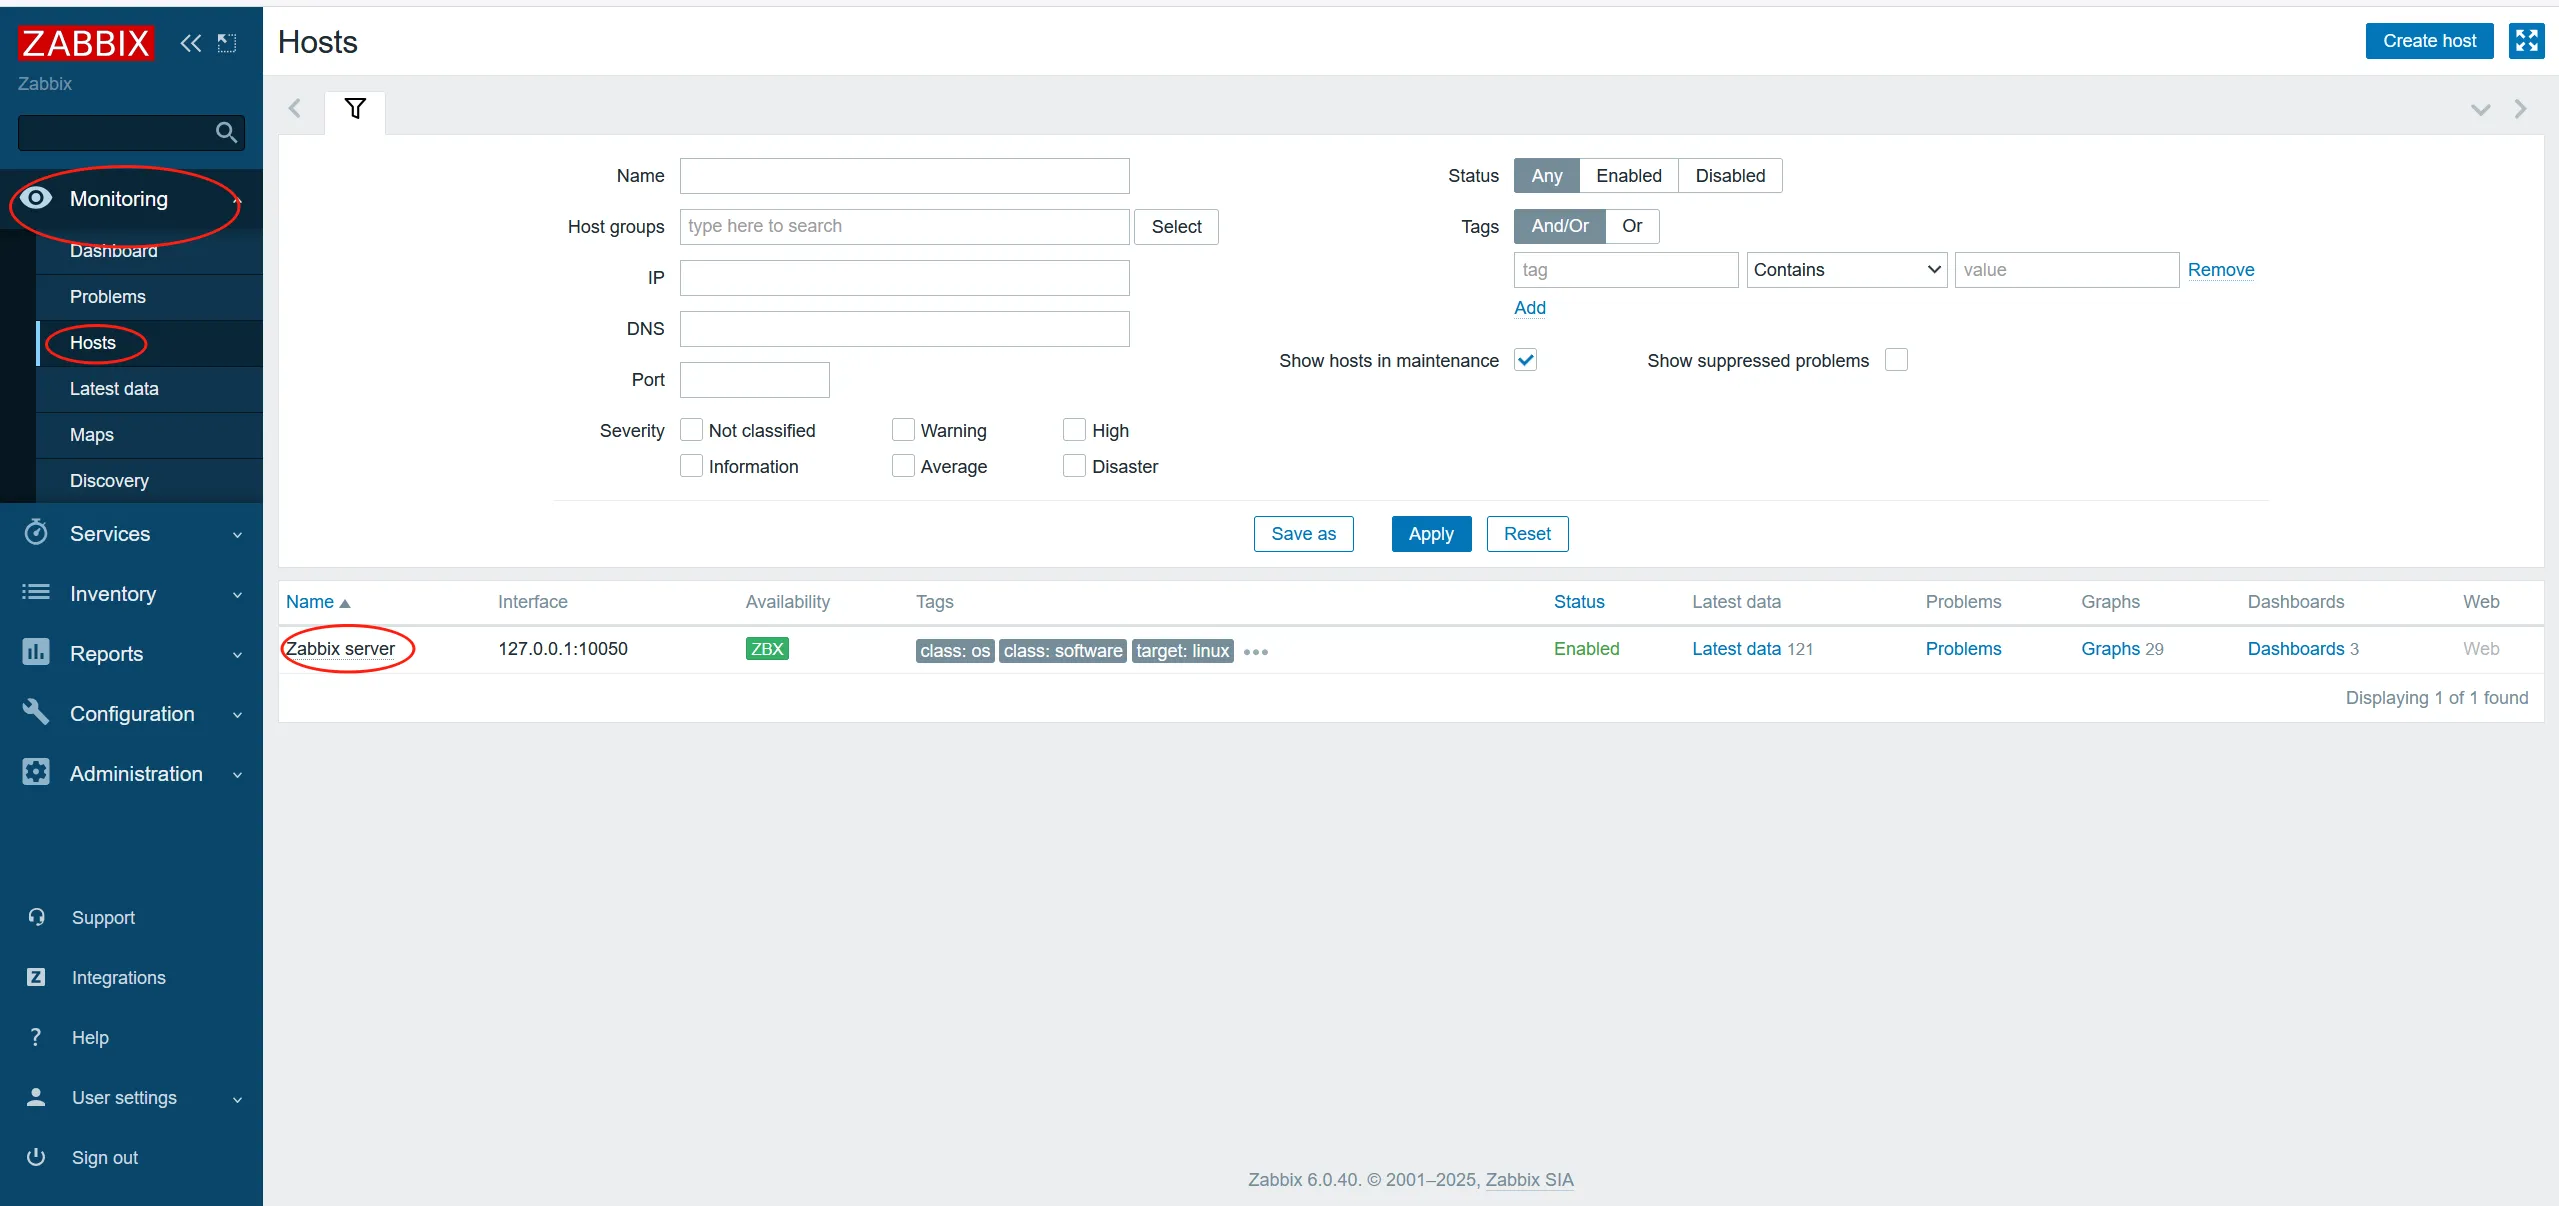 ZABBIX
Zabbix
Monitoring
Dashboard
Problems
Hosts
Latest data
Maps
Discovery
Services
Inventory
Reports
Configuration
Administration
Support
Z Integrations
? Help
User settings
Sign out
Hosts
Create host
Name
Host groups type here to search Select
IP
DNS
Port
Severity Not classified Warning High
Information Average Disaster
Status Any Enabled Disabled
Tags And/Or Or
tag Contains value Remove
Add
Show hosts in maintenance Show suppressed problems
Save as Apply Reset
Name Interface Availability Tags Status Latest data Problems Graphs Dashboards Web
Zabbix server 127.0.0.1:10050 ZBX class: os class: software target: linux ••• Enabled Latest data 121 Problems Graphs 29 Dashboards 3 Web
Displaying 1 of 1 found
Zabbix 6.0.40. © 2001–2025, Zabbix SIA